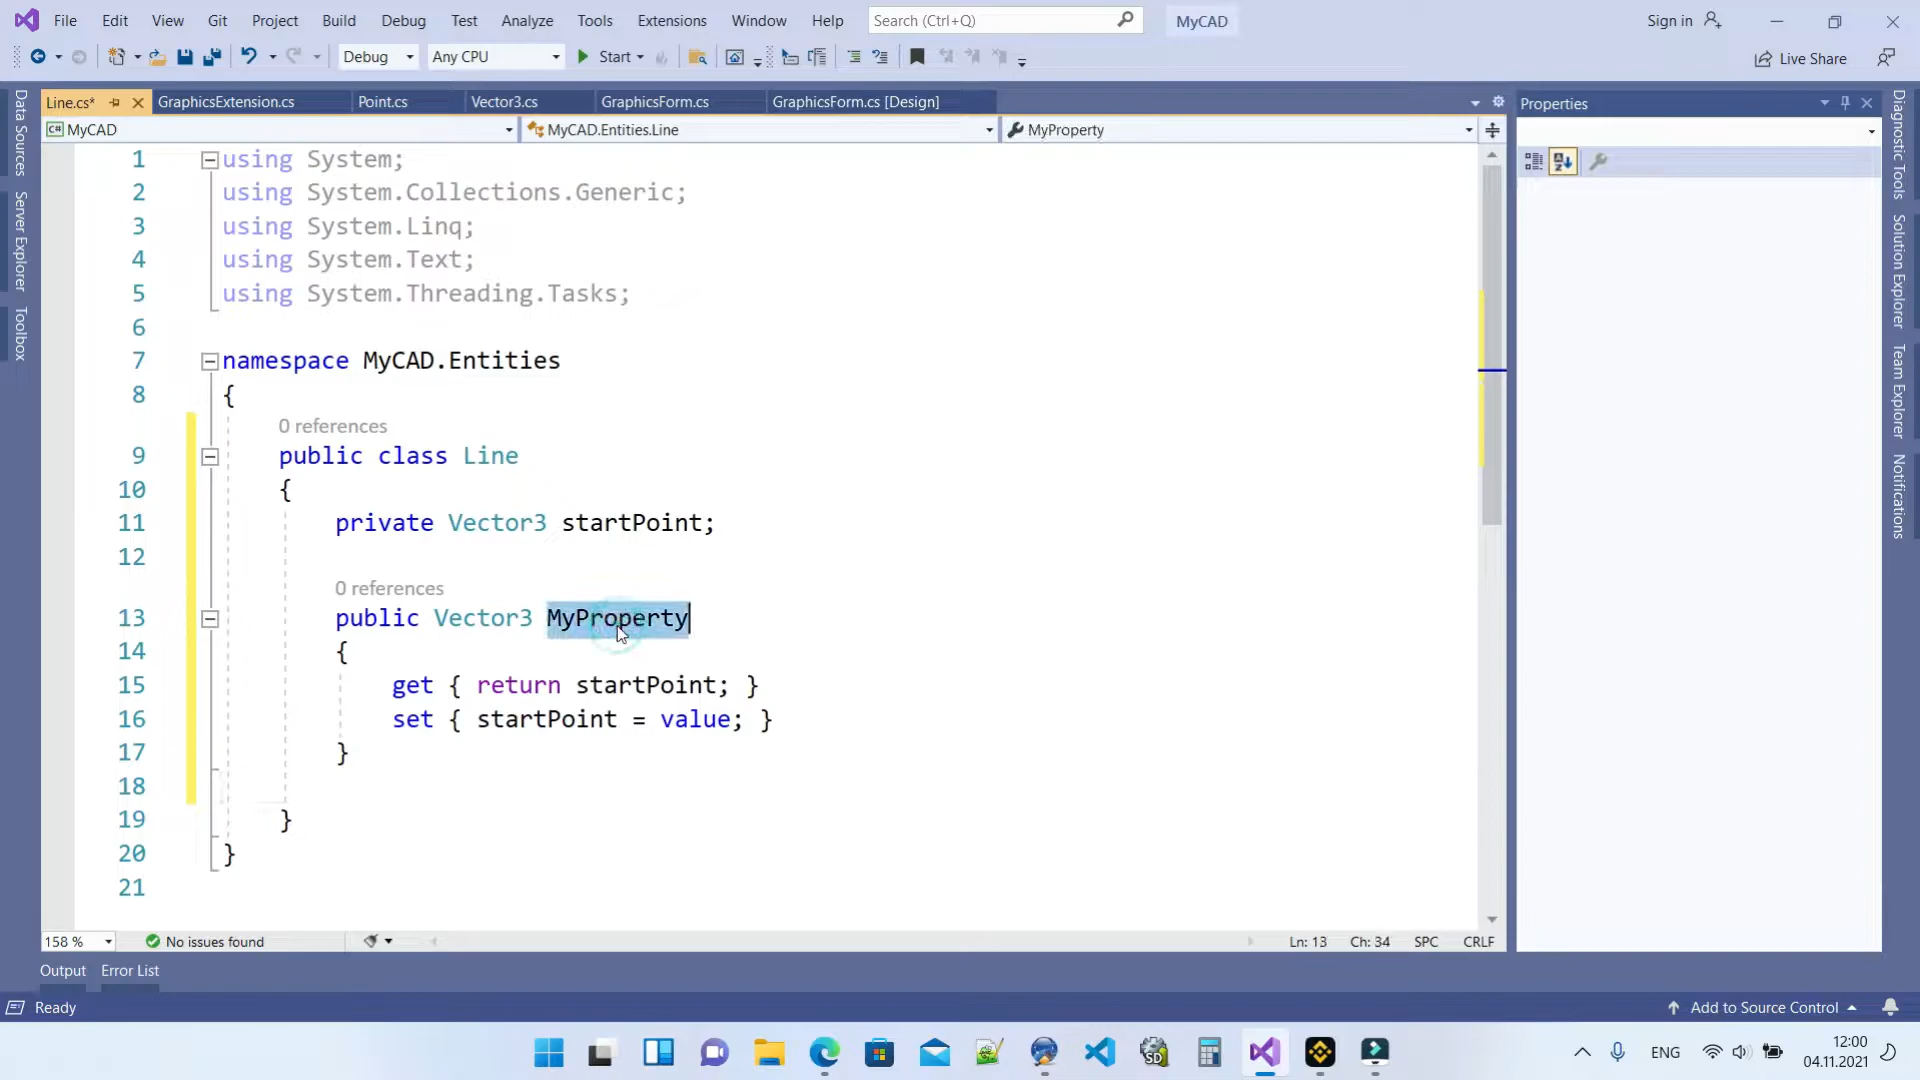 File Edit View Git Project Build Debug Test Analyze Tools Extensions Window Help Search (Ctrl+Q) MyCAD Sign in
Debug Any CPU Start Live Share
Line.cs* GraphicsExtension.cs Point.cs Vector3.cs GraphicsForm.cs GraphicsForm.cs [Design] Properties
MyCAD MyCAD.Entities.Line MyProperty
Data Sources
Server Explorer
Toolbox
1 using System;
2 using System.Collections.Generic;
3 using System.Linq;
4 using System.Text;
5 using System.Threading.Tasks;
6
7 namespace MyCAD.Entities
8 {
0 references
9 public class Line
10 {
11 private Vector3 startPoint;
12
0 references
13 public Vector3 MyProperty
14 {
15 get { return startPoint; }
16 set { startPoint = value; }
17 }
18
19 }
20 }
21
Diagnostic Tools
Solution Explorer
Team Explorer
Notifications
158 % No issues found Ln: 13 Ch: 34 SPC CRLF
Output Error List
Ready Add to Source Control
SD
ENG 12:00
04.11.2021